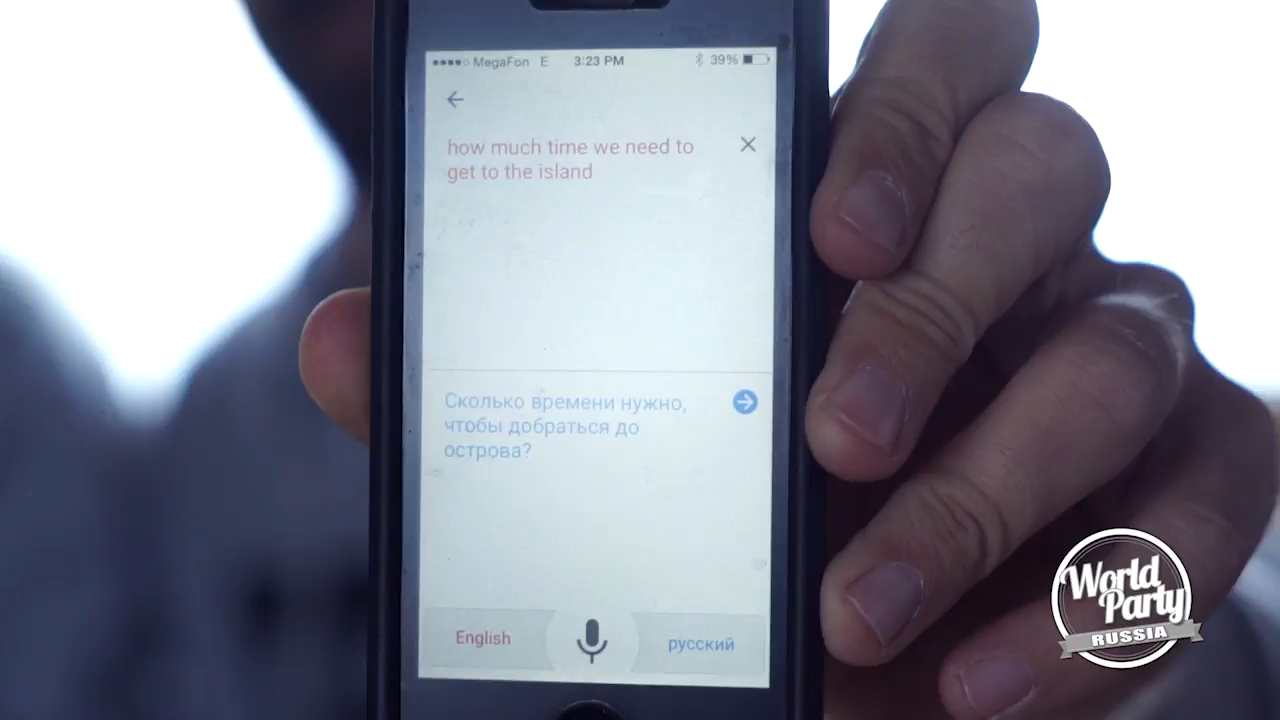 MegaFon E 3:23 PM 39%
how much time we need to
get to the island
Сколько времени нужно,
чтобы добраться до
острова?
English
русский
World
Party
RUSSIA